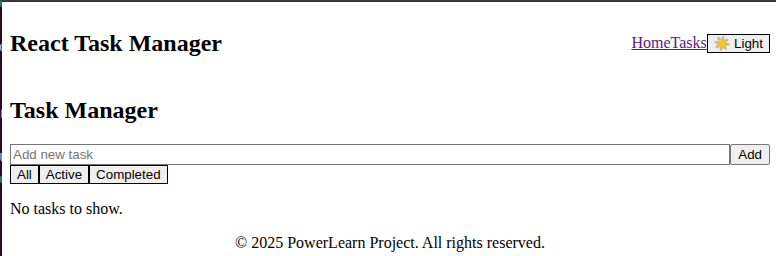 React Task Manager HomeTasks ☀️ Light
Task Manager
Add new task Add
All Active Completed
No tasks to show.
© 2025 PowerLearn Project. All rights reserved.